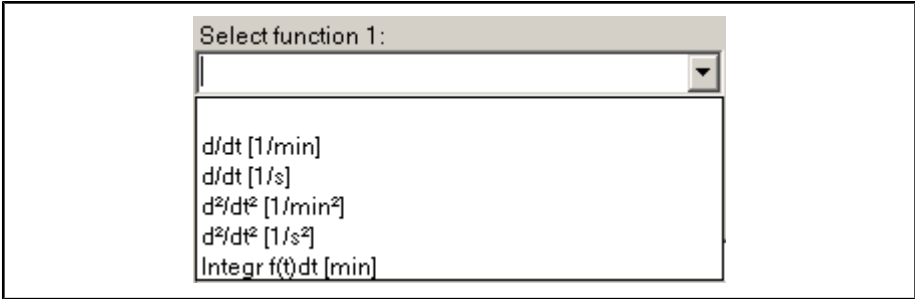 Select function 1:
d/dt [1/min]
d/dt [1/s]
d²/dt² [1/min²]
d²/dt² [1/s²]
Integr f(t)dt [min]